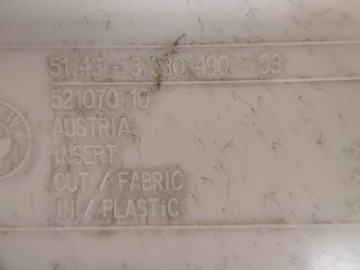 51.43 - 3 330 490 - 03
521070 10
AUSTRIA
INSERT
OUT / FABRIC
IN / PLASTiC